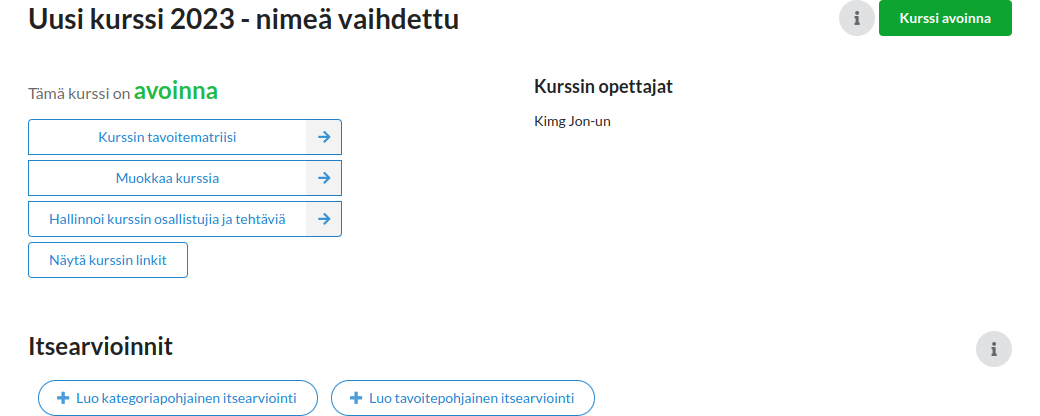 Uusi kurssi 2023 - nimeä vaihdettu
Kurssi avoinna
Tämä kurssi on avoinna
Kurssin tavoitematriisi
Muokkaa kurssia
Hallinnoi kurssin osallistujia ja tehtäviä
Näytä kurssin linkit
Kurssin opettajat
Kimg Jon-un
Itsearvioinnit
Luo kategoriapohjainen itsearviointi
Luo tavoitepohjainen itsearviointi